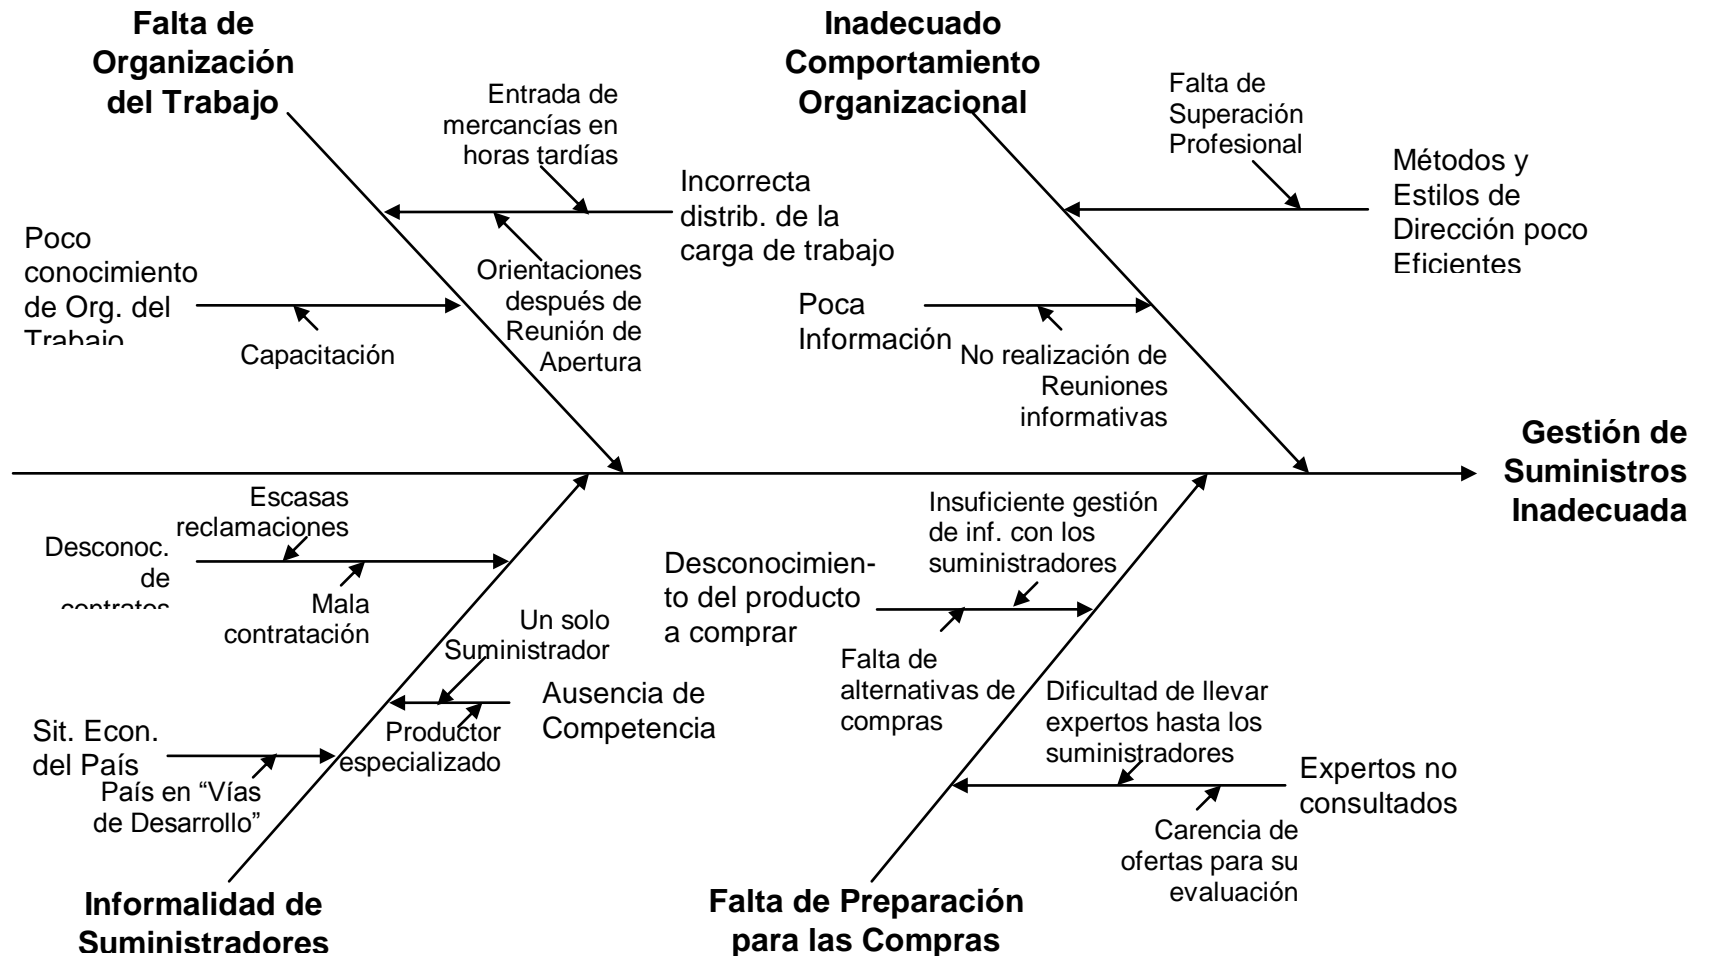 Falta de
Organización
del Trabajo
Entrada de
mercancías en
horas tardías
Incorrecta
distrib. de la
carga de trabajo
Poco
conocimiento
de Org. del
Trabajo
Capacitación
Orientaciones
después de
Reunión de
Apertura
Inadecuado
Comportamiento
Organizacional
Falta de
Superación
Profesional
Métodos y
Estilos de
Dirección poco
Eficientes
Poca
Información
No realización de
Reuniones
informativas
Gestión de
Suministros
Inadecuada
Escasas
reclamaciones
Desconoc.
de
contratos
Mala
contratación
Un solo
Suministrador
Ausencia de
Competencia
Productor
especializado
Sit. Econ.
del País
País en “Vías
de Desarrollo”
Informalidad de
Suministradores
Insuficiente gestión
de inf. con los
suministradores
Desconocimien-
to del producto
a comprar
Falta de
alternativas de
compras
Dificultad de llevar
expertos hasta los
suministradores
Expertos no
consultados
Carencia de
ofertas para su
evaluación
Falta de Preparación
para las Compras